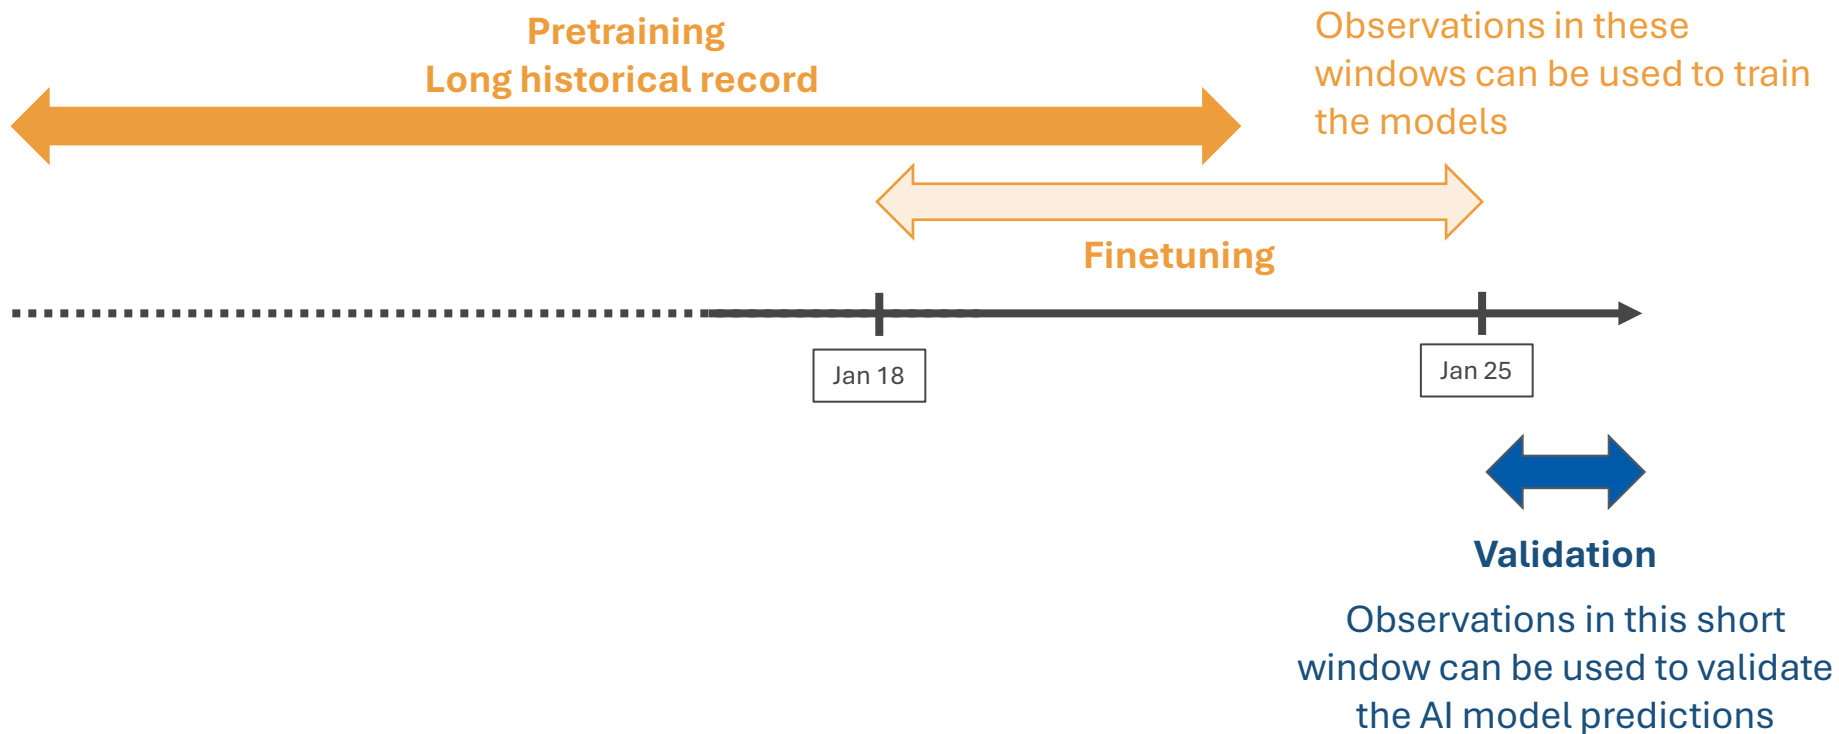 Pretraining
Long historical record
Observations in these
windows can be used to train
the models
Finetuning
Jan 18
Jan 25
Validation
Observations in this short
window can be used to validate
the AI model predictions